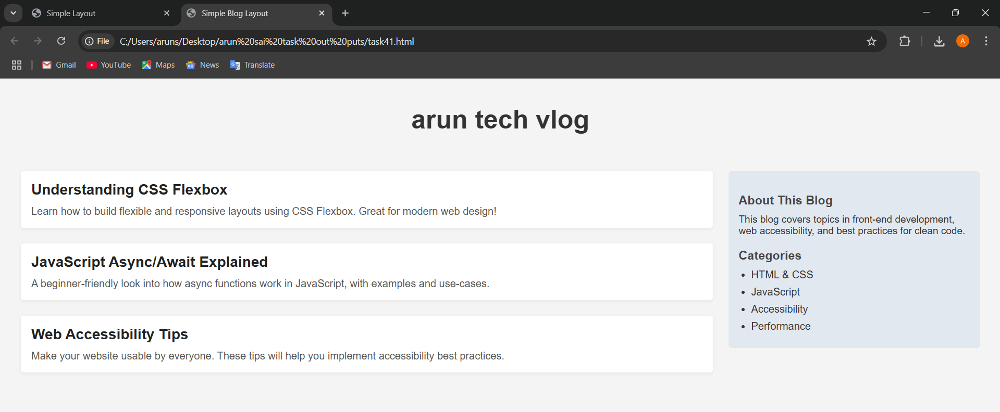 Simple Layout
Simple Blog Layout
File
C:/Users/aruns/Desktop/arun%20sai%20task%20out%20puts/task41.html
A
Gmail
YouTube
Maps
News
Translate
arun tech vlog
Understanding CSS Flexbox
Learn how to build flexible and responsive layouts using CSS Flexbox. Great for modern web design!
JavaScript Async/Await Explained
A beginner-friendly look into how async functions work in JavaScript, with examples and use-cases.
Web Accessibility Tips
Make your website usable by everyone. These tips will help you implement accessibility best practices.
About This Blog
This blog covers topics in front-end development,
web accessibility, and best practices for clean code.
Categories
• HTML & CSS
• JavaScript
• Accessibility
• Performance